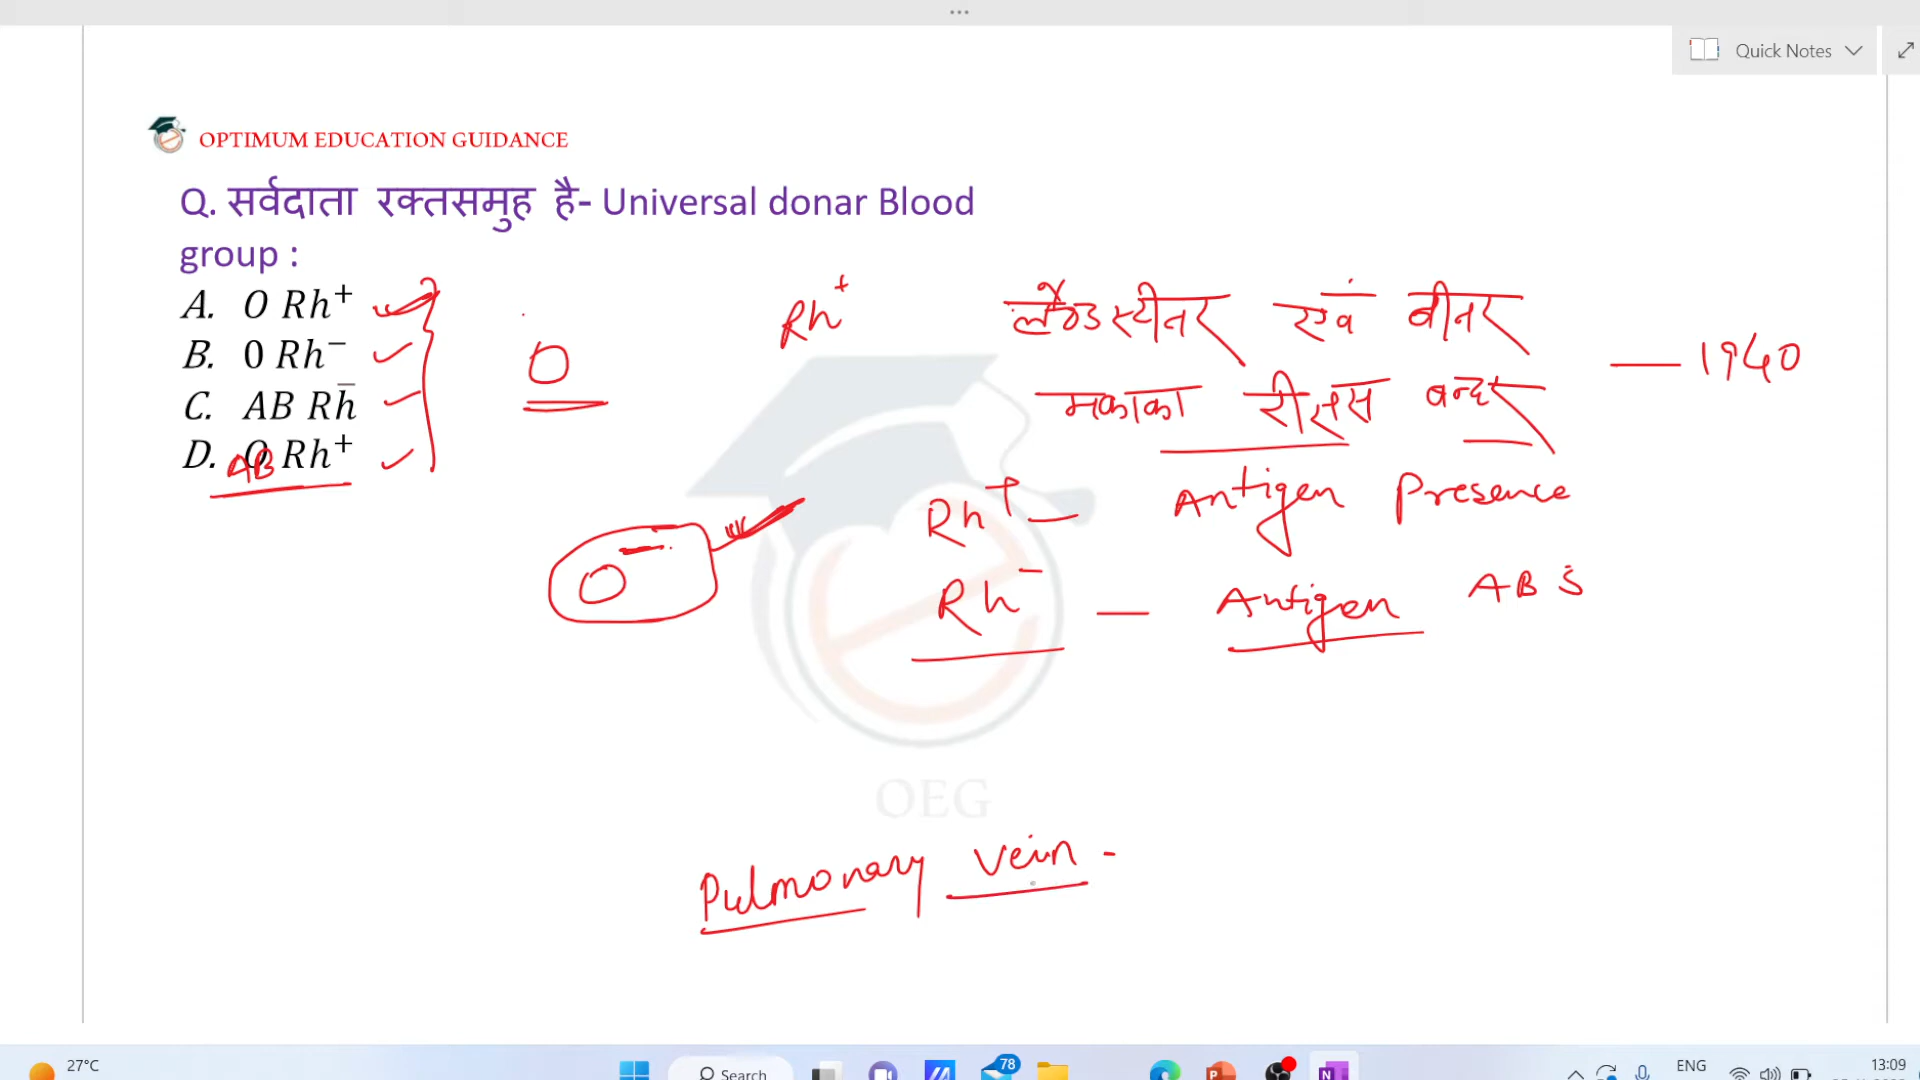 Quick Notes
OPTIMUM EDUCATION GUIDANCE
Q. सर्वदाता रक्तसमुह है- Universal donar Blood
group :
A. O Rh⁺
B. 0 Rh⁻
C. AB Rh̅
D. O Rh⁺
AB
O
Rh⁺
लैण्डस्टीनर एवं वीनर
मकाका रीसस बन्दर
1940
Rh⁺ — Antigen Presence
Rh⁻ — Antigen AB S
O⁻
OEG
Pulmonary Vein -
27°C
Search
78
ENG
13:09